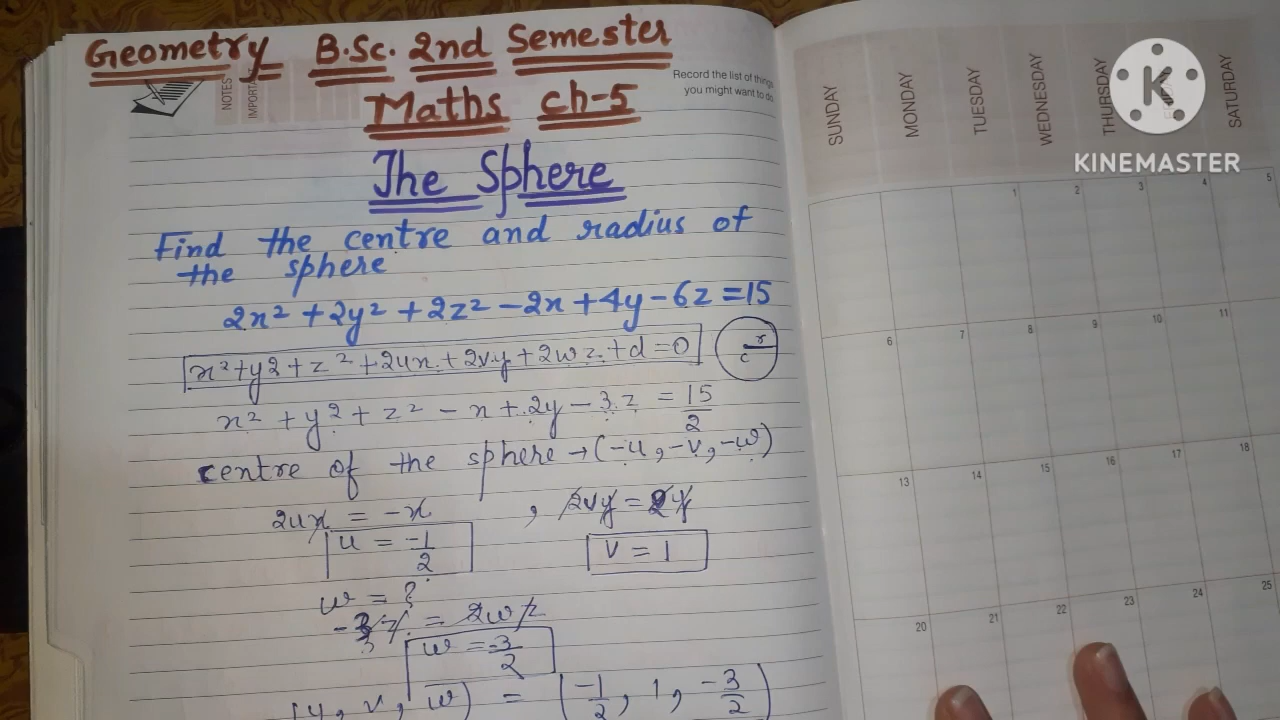 Geometry B.Sc. 2nd Semester
Maths ch-5
NOTES
IMPORTANT
Record the list of things
you might want to do
The Sphere
Find the centre and radius of
the sphere
2x² + 2y² + 2z² - 2x + 4y - 6z = 15
x² + y² + z² + 2ux + 2vy + 2wz + d = 0
r
c
x² + y² + z² - x + 2y - 3z = 15/2
centre of the sphere → (-u, -v, -w)
2ux = -x , 2vy = 2y
u = -1/2 v = 1
w = ?
-3z = 2wz
w = -3/2
(u, v, w) = (-1/2, 1, -3/2)
SUNDAY MONDAY TUESDAY WEDNESDAY THURSDAY SATURDAY
K
KINEMASTER
1 2 3 4 5
6 7 8 9 10 11
13 14 15 16 17 18
20 21 22 23 24 25